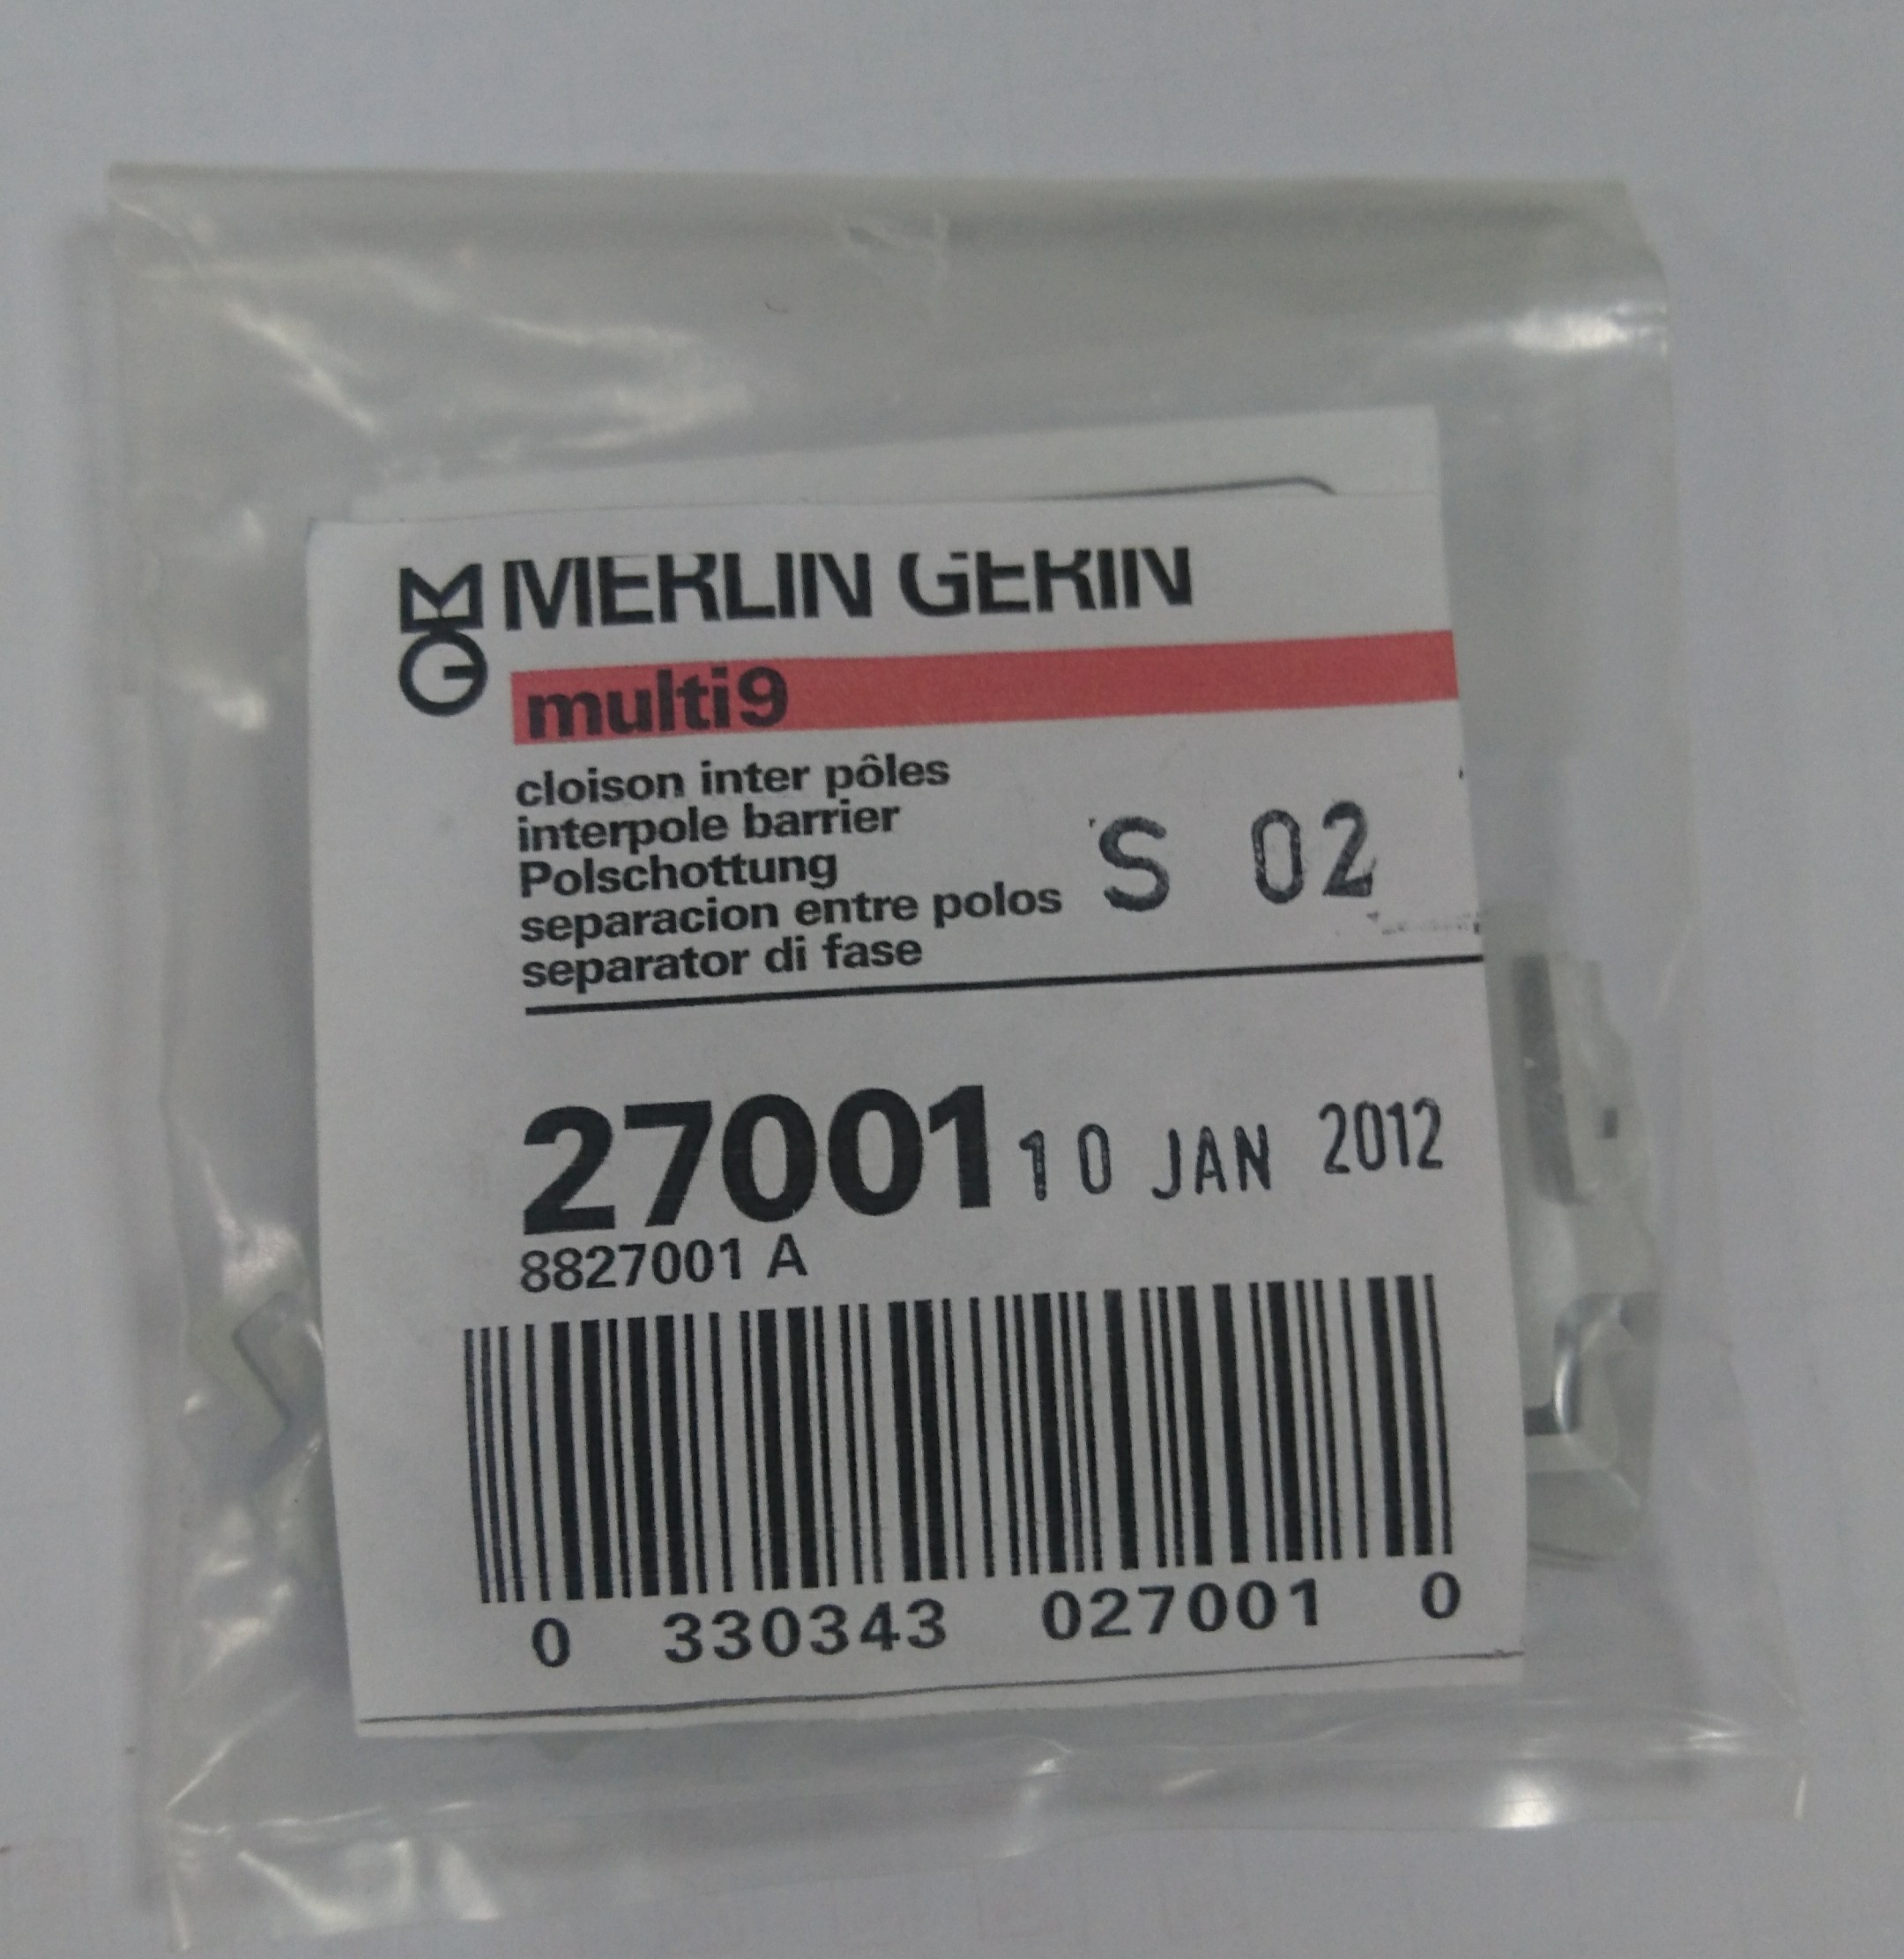 MG MERLIN GERIN
multi9
cloison inter pôles
interpole barrier
Polschottung
separacion entre polos
separator di fase
S 02
27001 10 JAN 2012
8827001 A
0 330343 027001 0